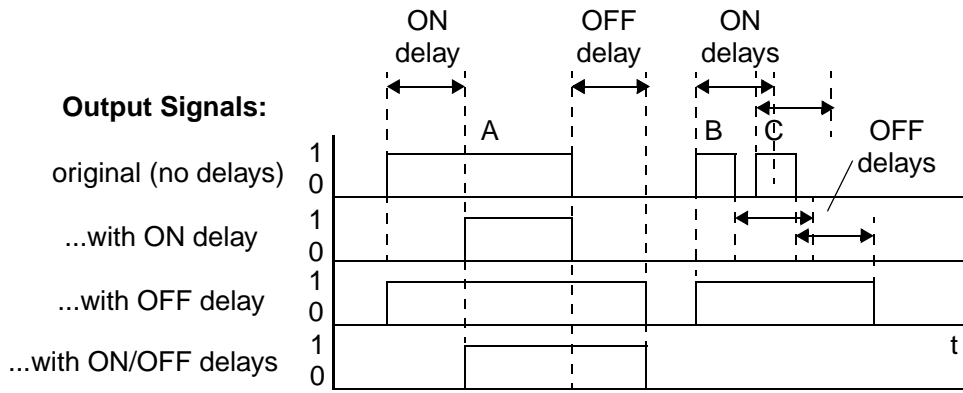 ON OFF ON
delay delay delays
Output Signals:
A B C OFF
delays
original (no delays) 1
0
...with ON delay 1
0
...with OFF delay 1
0
...with ON/OFF delays 1
0
t